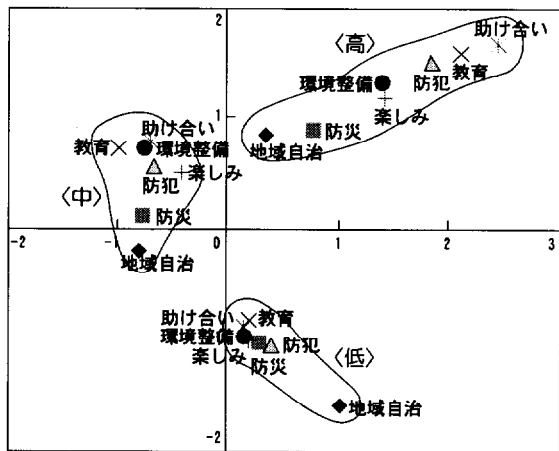 2
助け合い
〈高〉
環境整備
防犯
教育
楽しみ
1
助け合い
防災
地域自治
教育
環境整備
防犯
楽しみ
〈中〉
防災
-2
-1
0
1
2
3
地域自治
助け合い
教育
環境整備
防犯
〈低〉
楽しみ
防災
地域自治
-2